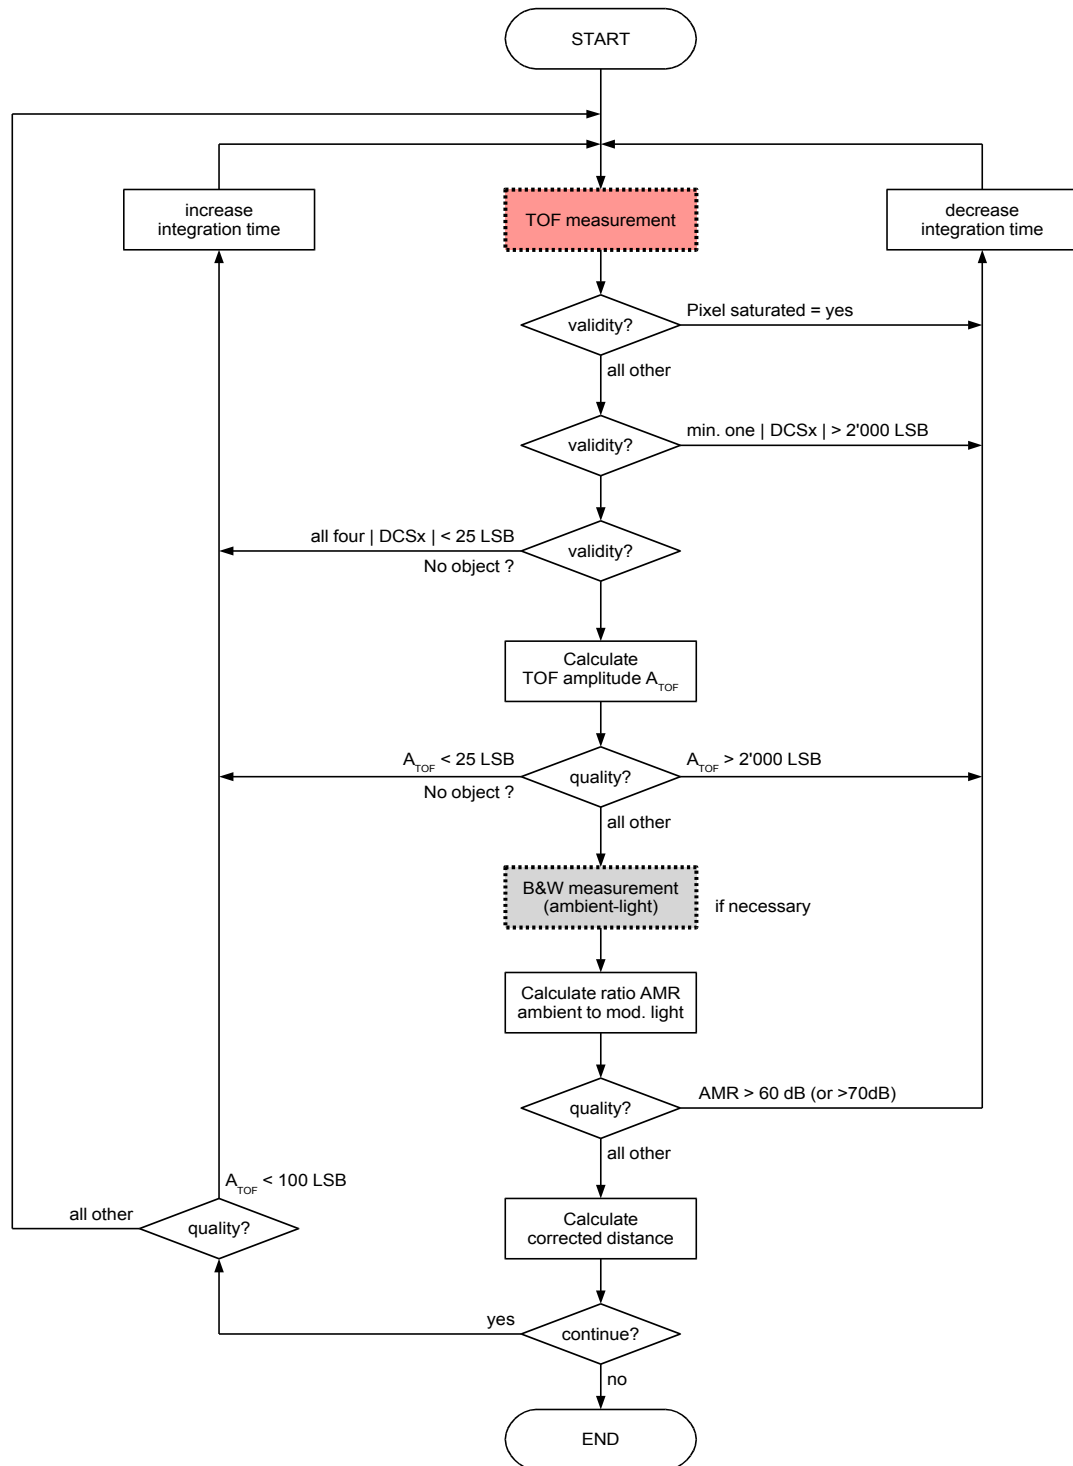 START
increase
integration time
TOF measurement
decrease
integration time
validity?
Pixel saturated = yes
all other
validity?
min. one | DCSx | > 2'000 LSB
all four | DCSx | < 25 LSB
No object ?
validity?
Calculate
TOF amplitude ATOF
ATOF < 25 LSB
No object ?
quality?
ATOF > 2'000 LSB
all other
B&W measurement
(ambient-light)
if necessary
Calculate ratio AMR
ambient to mod. light
quality?
AMR > 60 dB (or >70dB)
all other
ATOF < 100 LSB
all other
quality?
Calculate
corrected distance
yes
continue?
no
END